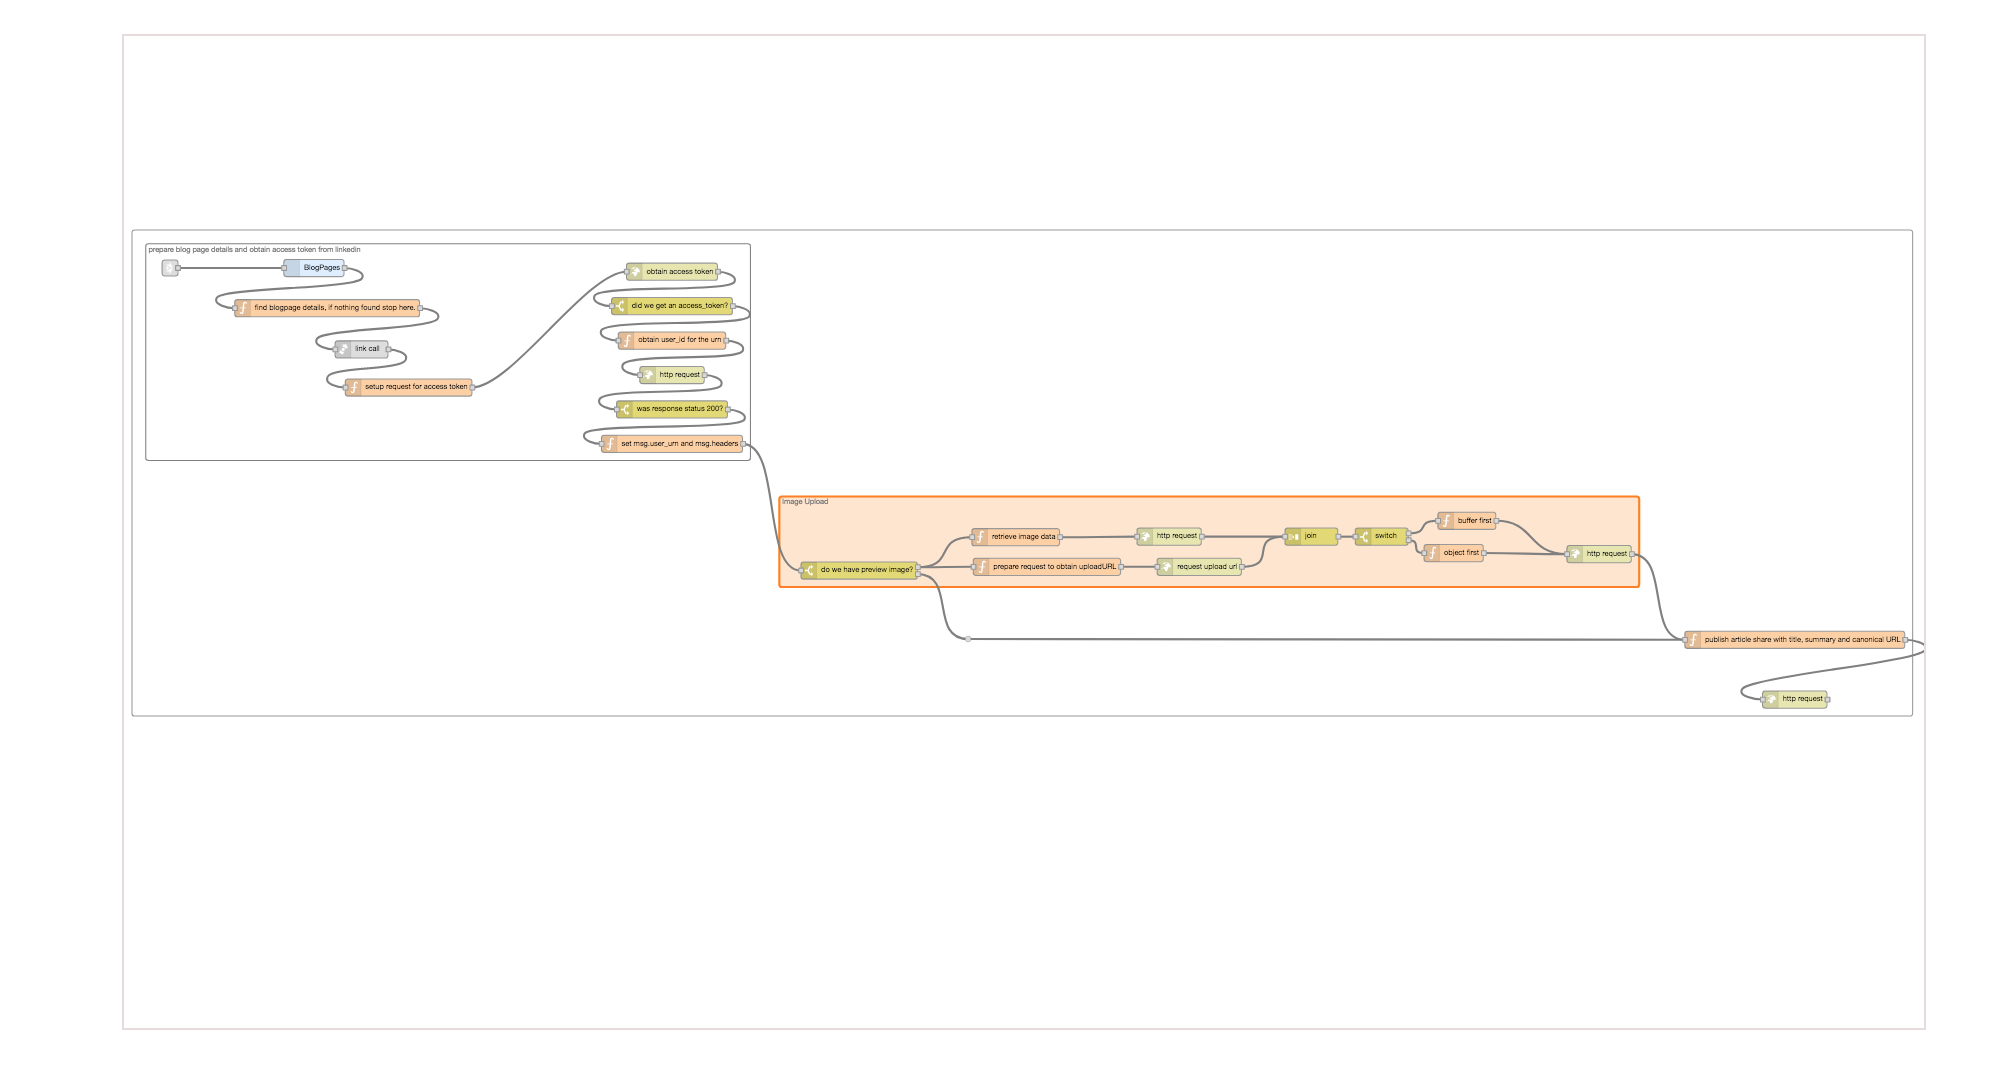 prepare blog page details and obtain access token from linkedin
BlogPages
find blogpage details, if nothing found stop here.
link call
setup request for access token
obtain access token
did we get an access_token?
obtain user_id for the urn
http request
was response status 200?
set msg.user_urn and msg.headers
Image Upload
do we have preview image?
retrieve image data
http request
prepare request to obtain uploadURL
request upload url
join
switch
buffer first
object first
http request
publish article share with title, summary and canonical URL
http request